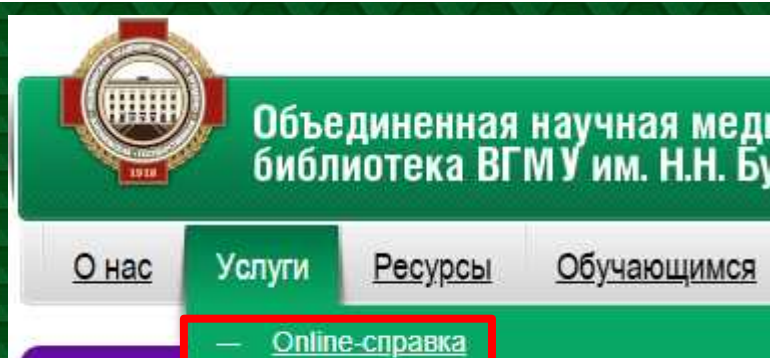 Объединенная научная
библиотека ВГМУ им. Н.Н.
О нас Услуги Ресурсы Обучающимся
— Online-справка
1918